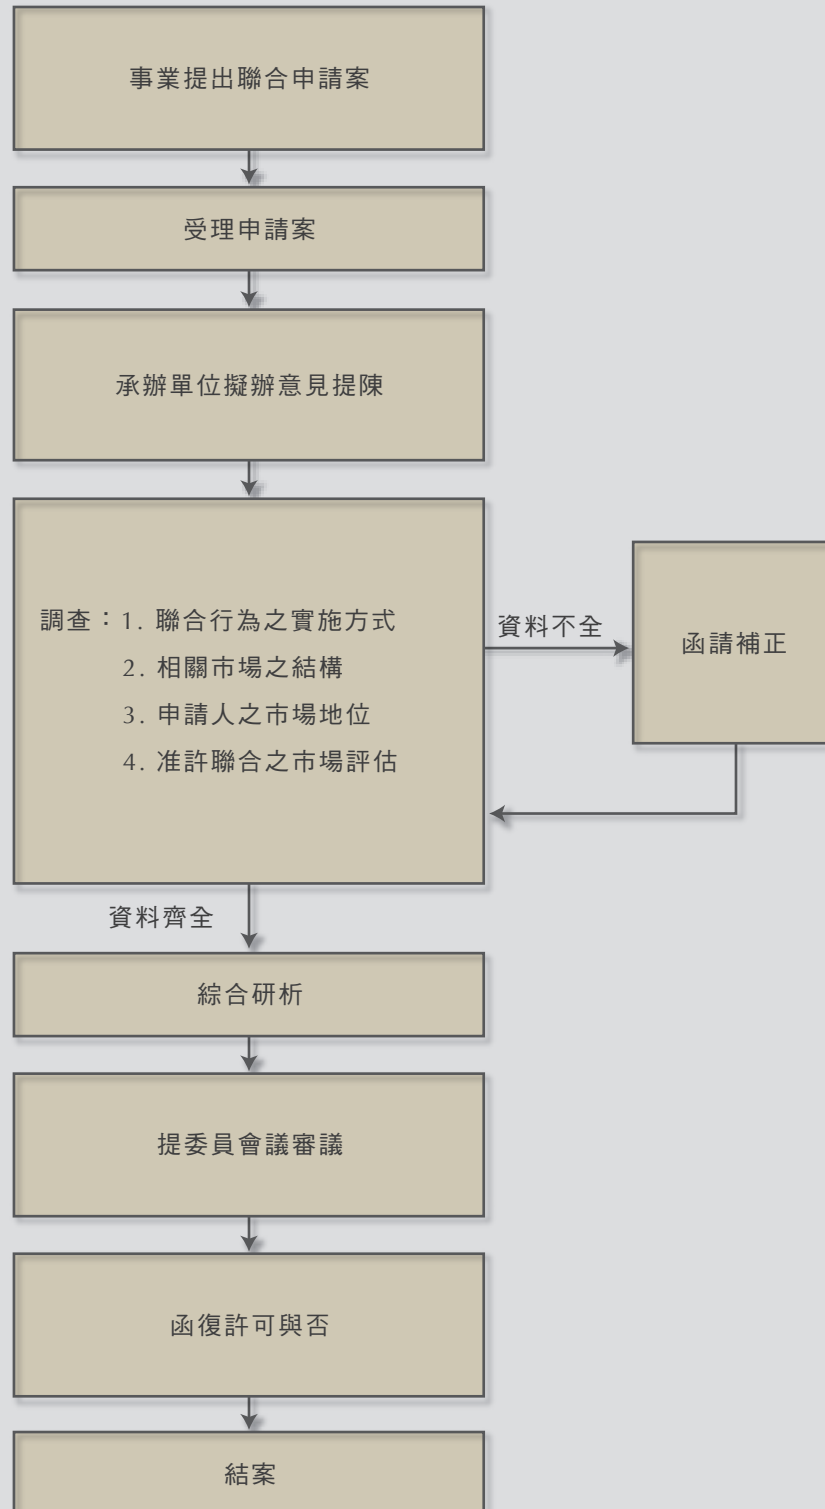 事業提出聯合申請案
受理申請案
承辦單位擬辦意見提陳
調查：1. 聯合行為之實施方式
2. 相關市場之結構
3. 申請人之市場地位
4. 准許聯合之市場評估
資料不全
函請補正
資料齊全
綜合研析
提委員會議審議
函復許可與否
結案